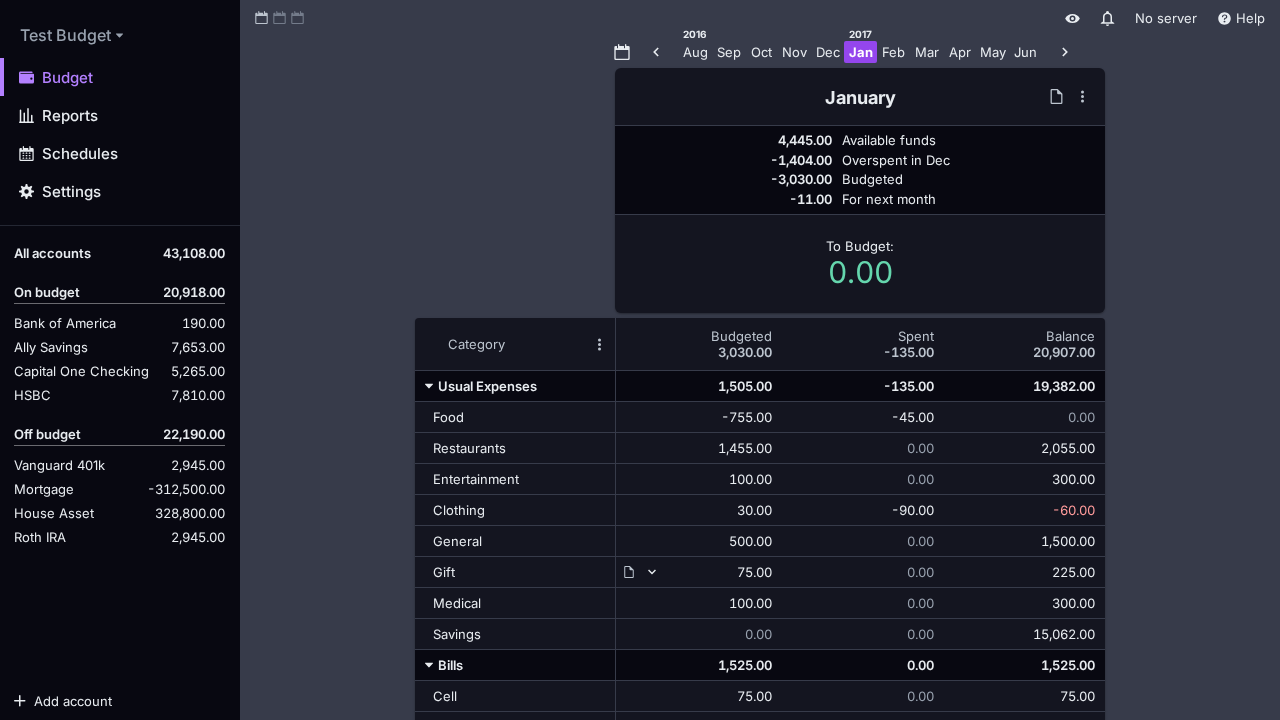 Test Budget
Budget
Reports
Schedules
Settings
All accounts 43,108.00
On budget 20,918.00
Bank of America 190.00
Ally Savings 7,653.00
Capital One Checking 5,265.00
HSBC 7,810.00
Off budget 22,190.00
Vanguard 401k 2,945.00
Mortgage -312,500.00
House Asset 328,800.00
Roth IRA 2,945.00
Add account
No server Help
2016 2017
Aug Sep Oct Nov Dec Jan Feb Mar Apr May Jun
January
4,445.00 Available funds
-1,404.00 Overspent in Dec
-3,030.00 Budgeted
-11.00 For next month
To Budget:
0.00
Category Budgeted Spent Balance
3,030.00 -135.00 20,907.00
Usual Expenses 1,505.00 -135.00 19,382.00
Food -755.00 -45.00 0.00
Restaurants 1,455.00 0.00 2,055.00
Entertainment 100.00 0.00 300.00
Clothing 30.00 -90.00 -60.00
General 500.00 0.00 1,500.00
Gift 75.00 0.00 225.00
Medical 100.00 0.00 300.00
Savings 0.00 0.00 15,062.00
Bills 1,525.00 0.00 1,525.00
Cell 75.00 0.00 75.00